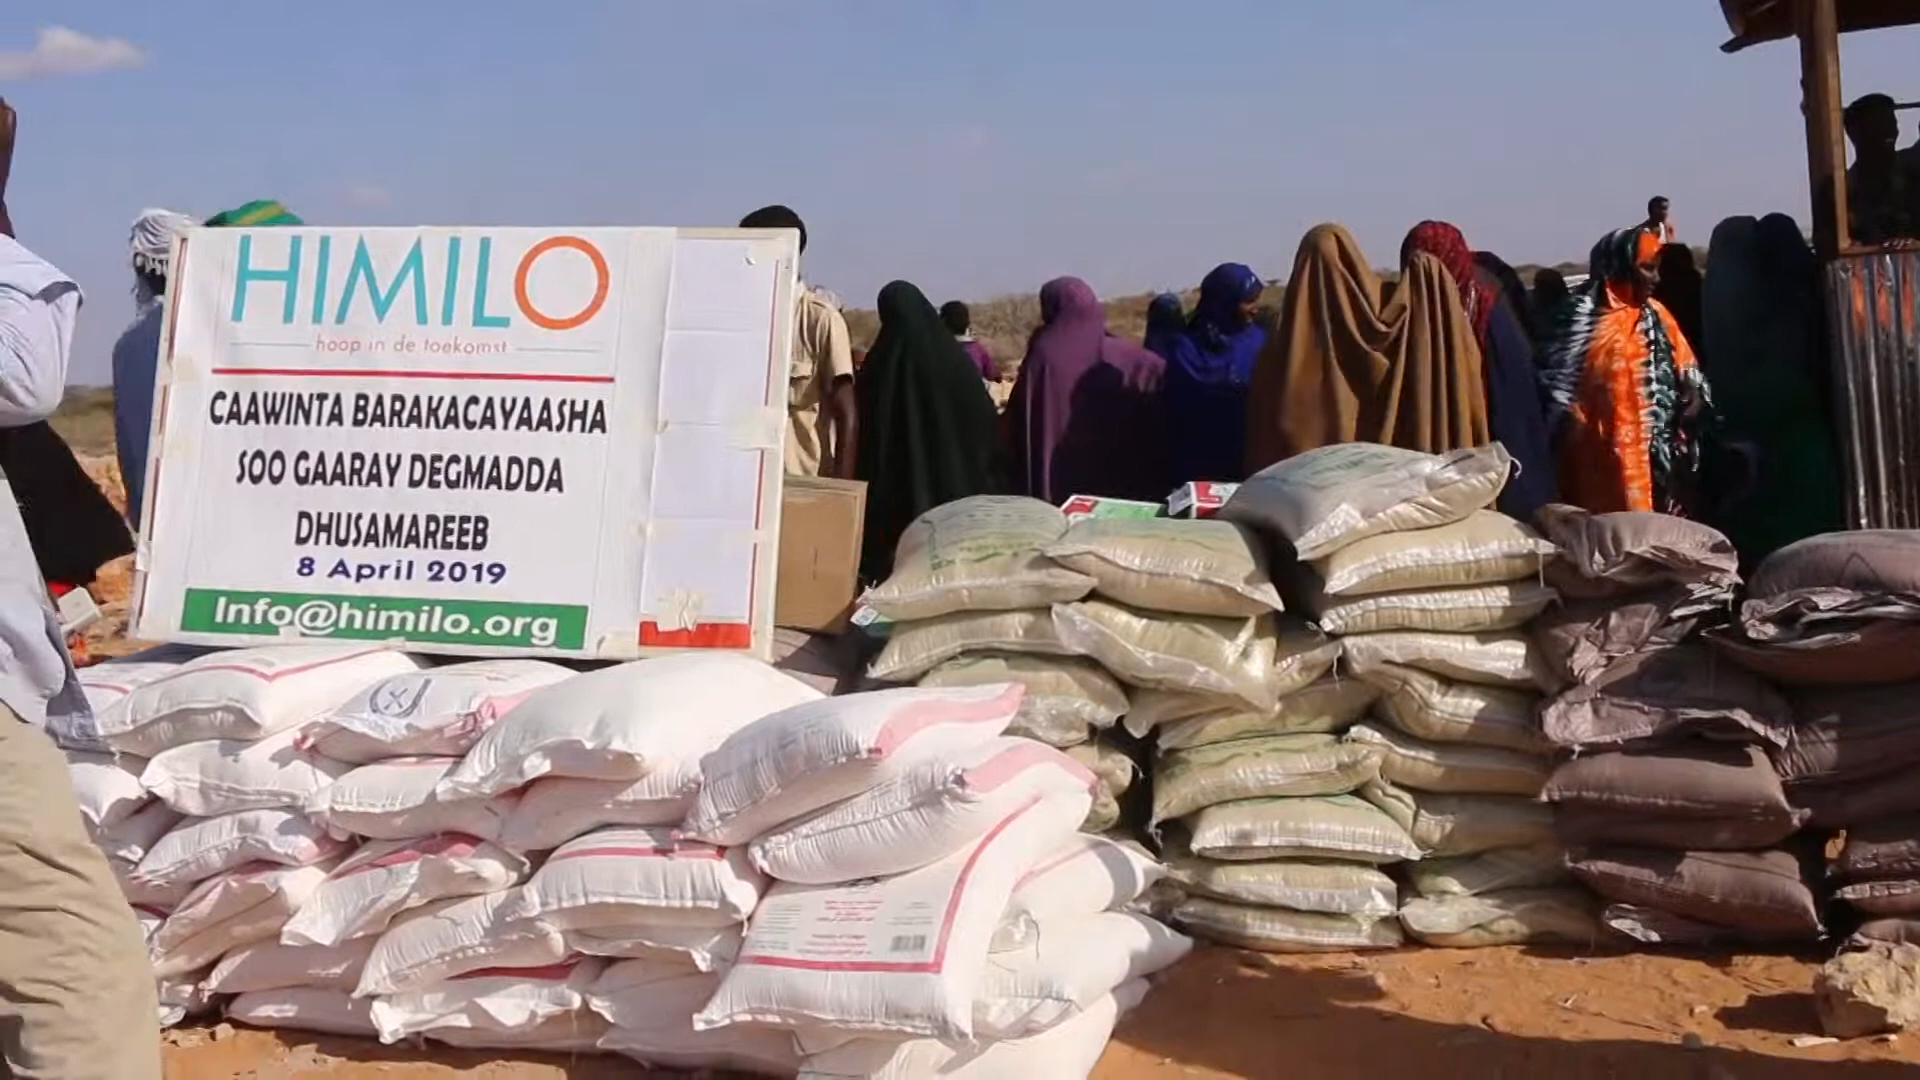 HIMILO
hoop in de toekomst
CAAWINTA BARAKACAYAASHA
SOO GAARAY DEGMADDA
DHUSAMAREEB
8 April 2019
Info@himilo.org